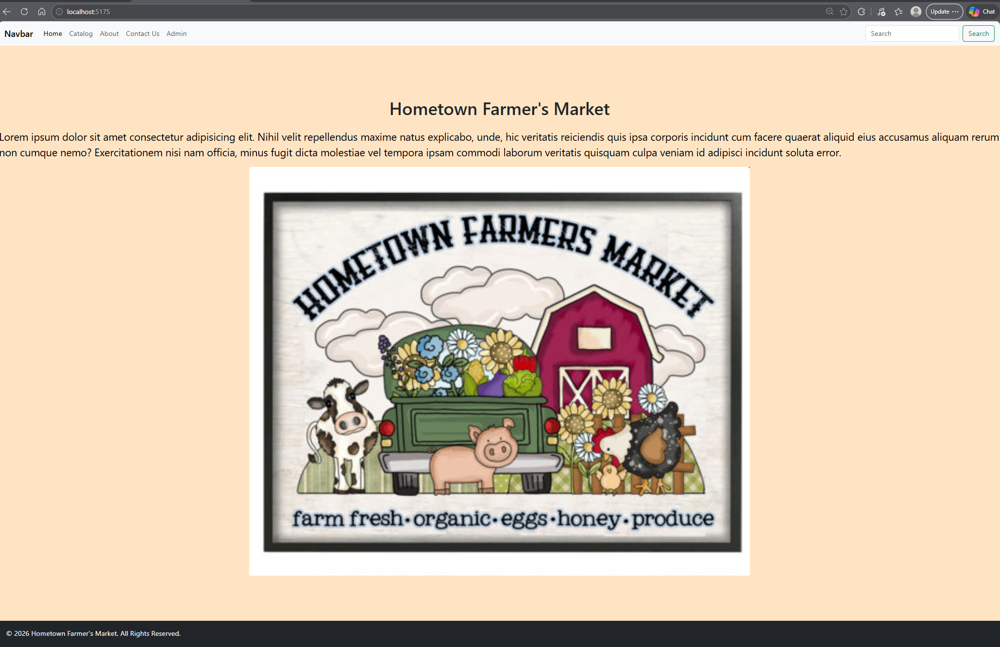 localhost:5175
Update
Chat
Navbar Home Catalog About Contact Us Admin
Search Search
Hometown Farmer's Market
Lorem ipsum dolor sit amet consectetur adipisicing elit. Nihil velit repellendus maxime natus explicabo, unde, hic veritatis reiciendis quis ipsa corporis incidunt cum facere quaerat aliquid eius accusamus aliquam rerum
non cumque nemo? Exercitationem nisi nam officia, minus fugit dicta molestiae vel tempora ipsam commodi laborum veritatis quisquam culpa veniam id adipisci incidunt soluta error.
HOMETOWN FARMERS MARKET
farm fresh•organic•eggs•honey•produce
© 2026 Hometown Farmer's Market. All Rights Reserved.